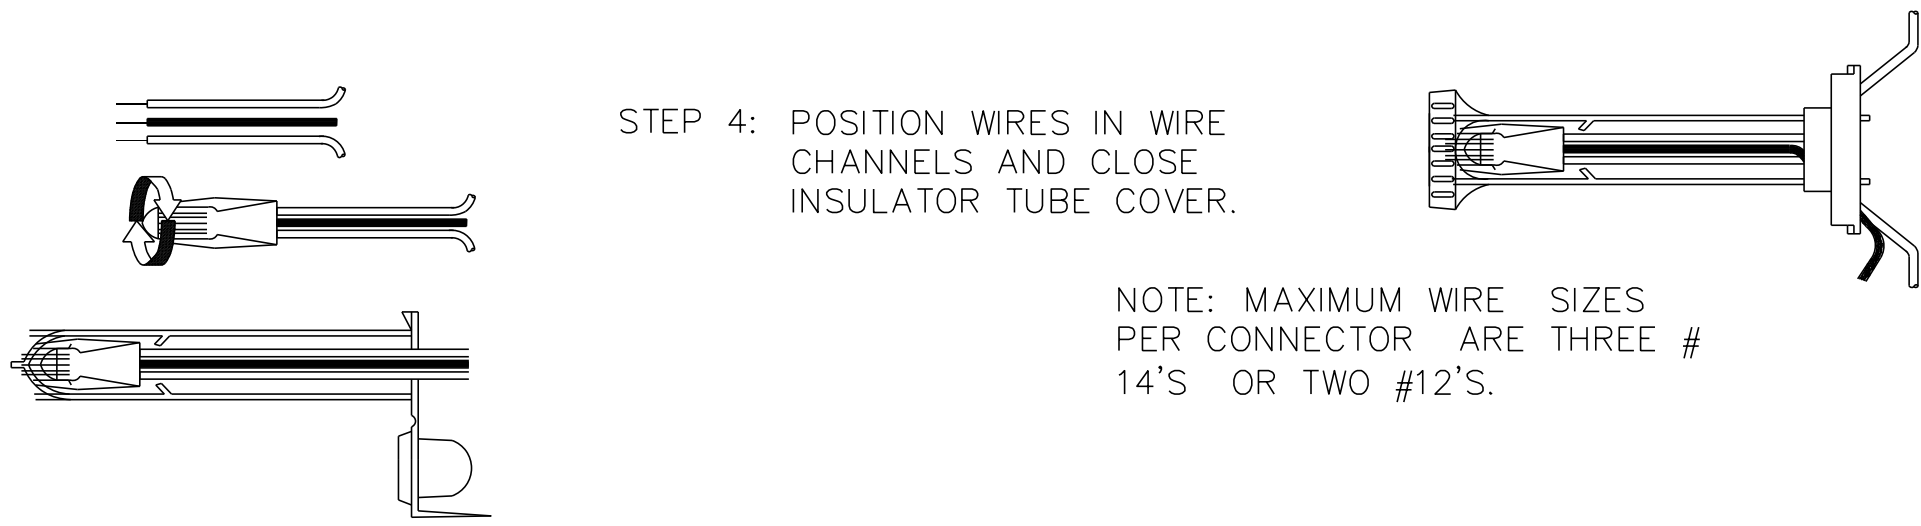 STEP 4: POSITION WIRES IN WIRE
CHANNELS AND CLOSE
INSULATOR TUBE COVER.
NOTE: MAXIMUM WIRE SIZES
PER CONNECTOR ARE THREE #
14'S OR TWO #12'S.